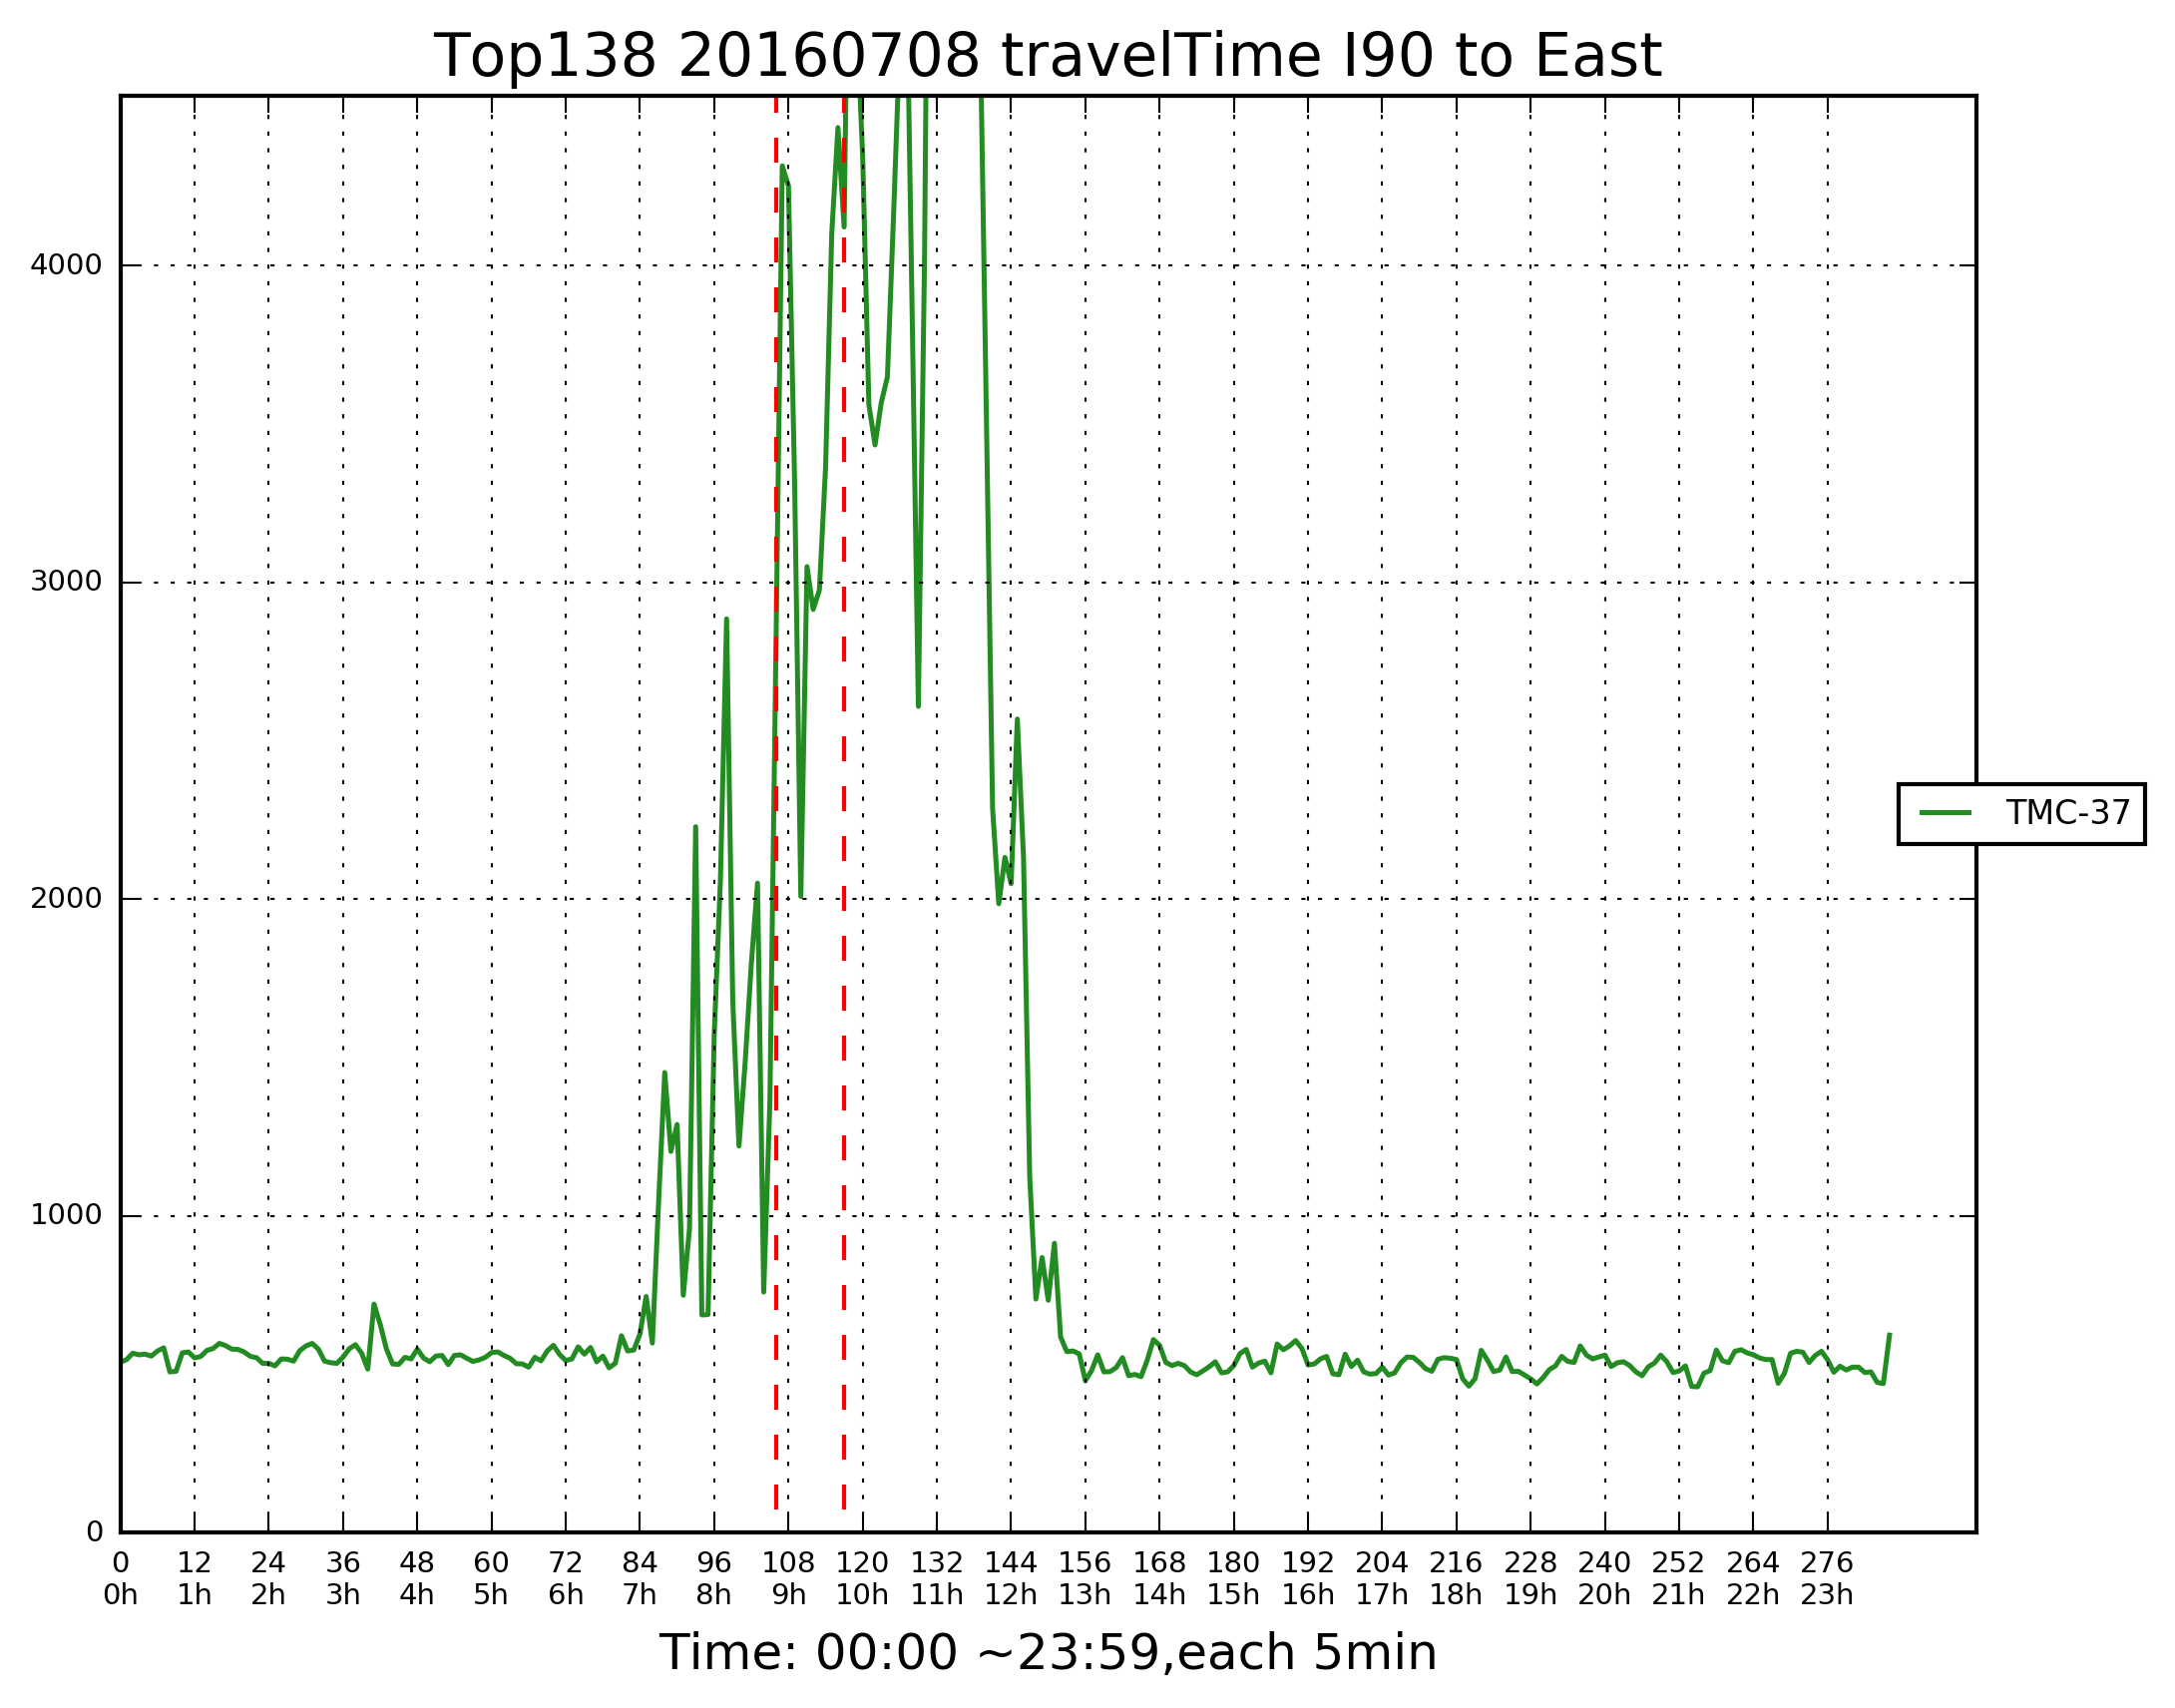 Top138 20160708 travelTime I90 to East
4000
3000
2000
1000
0
TMC-37
0 12 24 36 48 60 72 84 96 108 120 132 144 156 168 180 192 204 216 228 240 252 264 276
0h 1h 2h 3h 4h 5h 6h 7h 8h 9h 10h 11h 12h 13h 14h 15h 16h 17h 18h 19h 20h 21h 22h 23h
Time: 00:00 ~23:59,each 5min